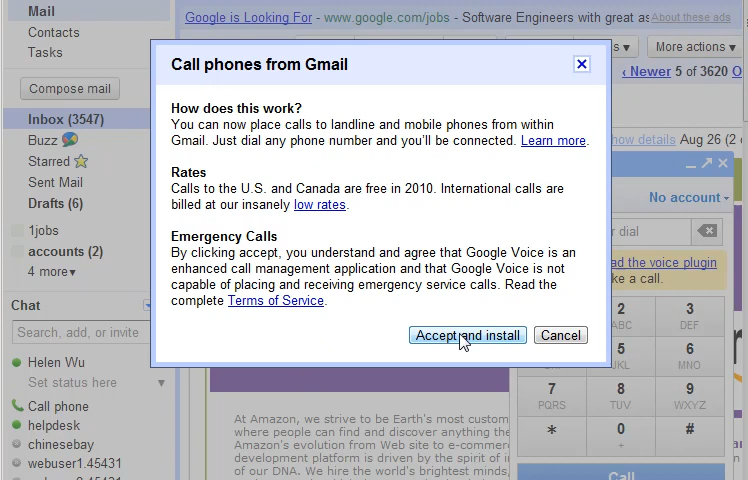 Mail
Contacts
Tasks
Compose mail
Inbox (3547)
Buzz
Starred
Sent Mail
Drafts (6)
1jobs
accounts (2)
4 more▾
Chat
Search, add, or invite
Helen Wu
Set status here
Call phone
helpdesk
chinesebay
webuser1.45431
Google is Looking For - www.google.com/jobs - Software Engineers with great as
About these ads
s ▾
More actions ▾
‹ Newer 5 of 3620 O
how details Aug 26 (2 d
Call phones from Gmail
How does this work?
You can now place calls to landline and mobile phones from within
Gmail. Just dial any phone number and you'll be connected. Learn more.
Rates
Calls to the U.S. and Canada are free in 2010. International calls are
billed at our insanely low rates.
Emergency Calls
By clicking accept, you understand and agree that Google Voice is an
enhanced call management application and that Google Voice is not
capable of placing and receiving emergency service calls. Read the
complete Terms of Service.
Accept and install
Cancel
No account
dial
ad the voice plugin
ke a call.
2 3
ABC DEF
5 6
JKL MNO
7 8 9
PQRS TUV WXYZ
* 0 #
+
Call
At Amazon, we strive to be Earth's most custom
where people can find and discover anything the
Amazon's evolution from Web site to e-comme
development platform is driven by the spirit of i
of our DNA. We hire the world's brightest minds,